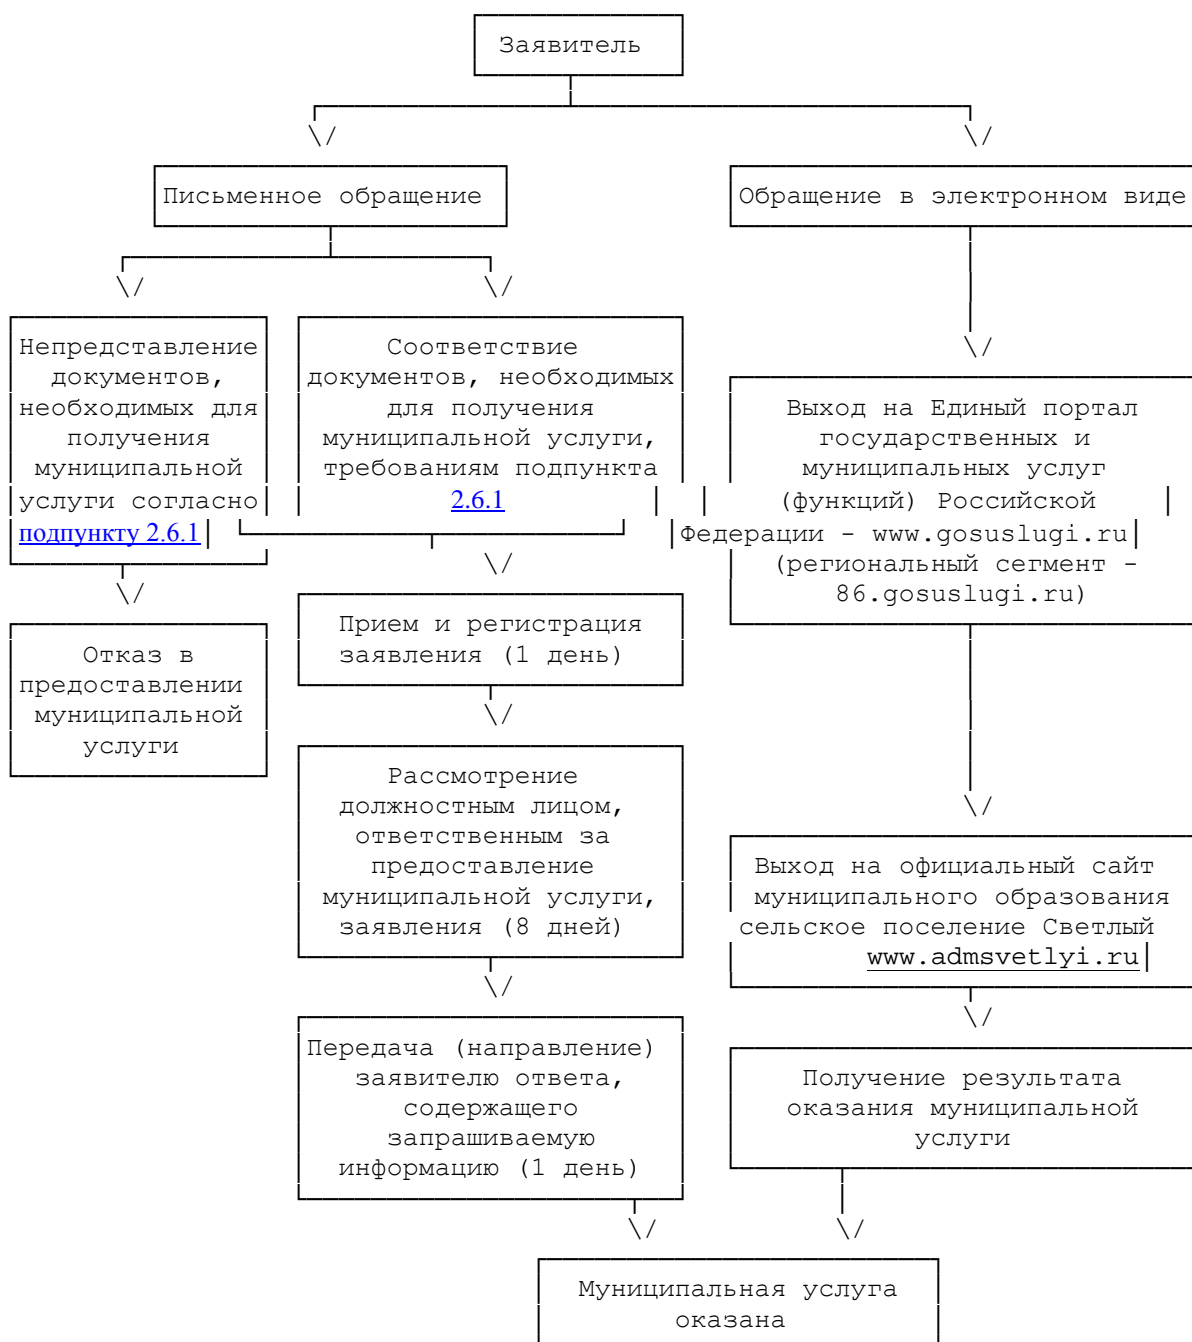 Заявитель
Письменное обращение
Обращение в электронном виде
Непредставление
документов,
необходимых для
получения
муниципальной
услуги согласно
подпункту 2.6.1
Соответствие
документов, необходимых
для получения
муниципальной услуги,
требованиям подпункта
2.6.1
Выход на Единый портал
государственных и
муниципальных услуг
(функций) Российской
Федерации - www.gosuslugi.ru
(региональный сегмент -
86.gosuslugi.ru)
Отказ в
предоставлении
муниципальной
услуги
Прием и регистрация
заявления (1 день)
Рассмотрение
должностным лицом,
ответственным за
предоставление
муниципальной услуги,
заявления (8 дней)
Выход на официальный сайт
муниципального образования
сельское поселение Светлый
www.admsvetlyi.ru
Передача (направление)
заявителю ответа,
содержащего
запрашиваемую
информацию (1 день)
Получение результата
оказания муниципальной
услуги
Муниципальная услуга
оказана